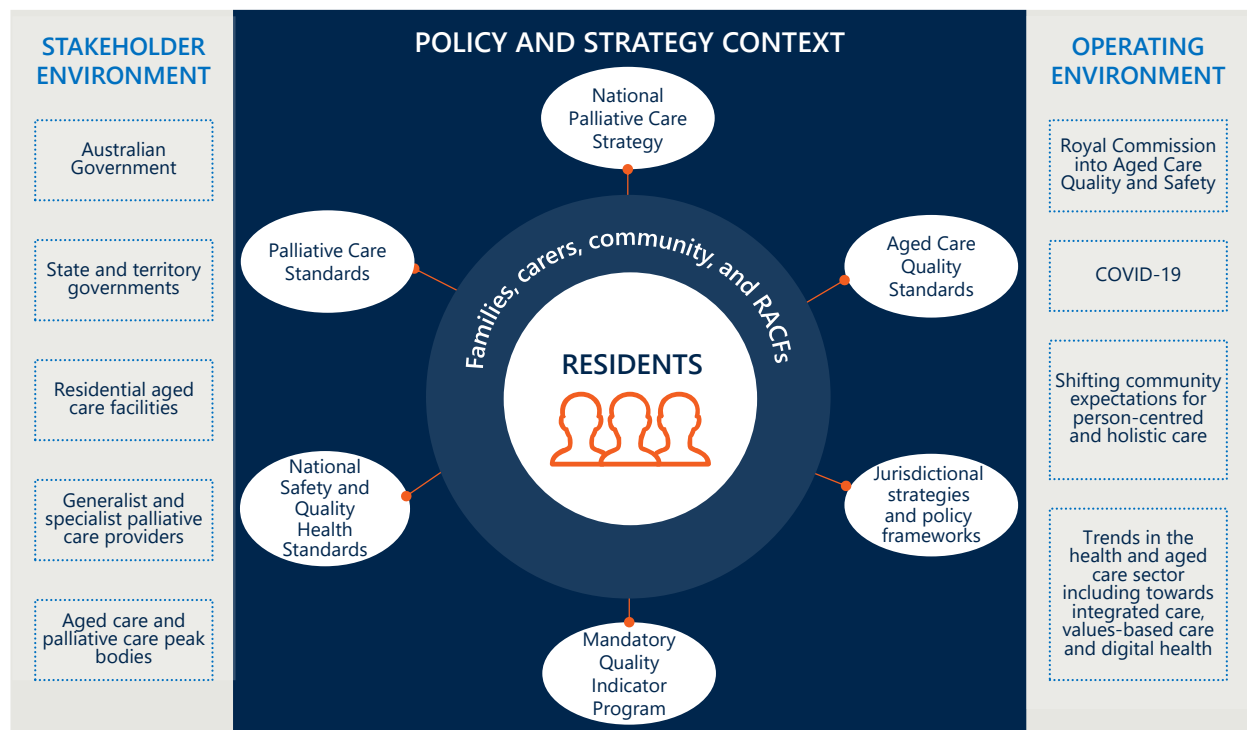 STAKEHOLDER
ENVIRONMENT
Australian
Government
State and territory
governments
Residential aged
care facilities
Generalist and
specialist palliative
care providers
Aged care and
palliative care peak
bodies
POLICY AND STRATEGY CONTEXT
National
Palliative Care
Strategy
Palliative Care
Standards
Aged Care
Quality
Standards
Families, carers, community, and RACFs
RESIDENTS
National
Safety and
Quality
Health
Standards
Jurisdictional
strategies
and policy
frameworks
Mandatory
Quality
Indicator
Program
OPERATING
ENVIRONMENT
Royal Commission
into Aged Care
Quality and Safety
COVID-19
Shifting community
expectations for
person-centred
and holistic care
Trends in the
health and aged
care sector
including towards
integrated care,
values-based care
and digital health